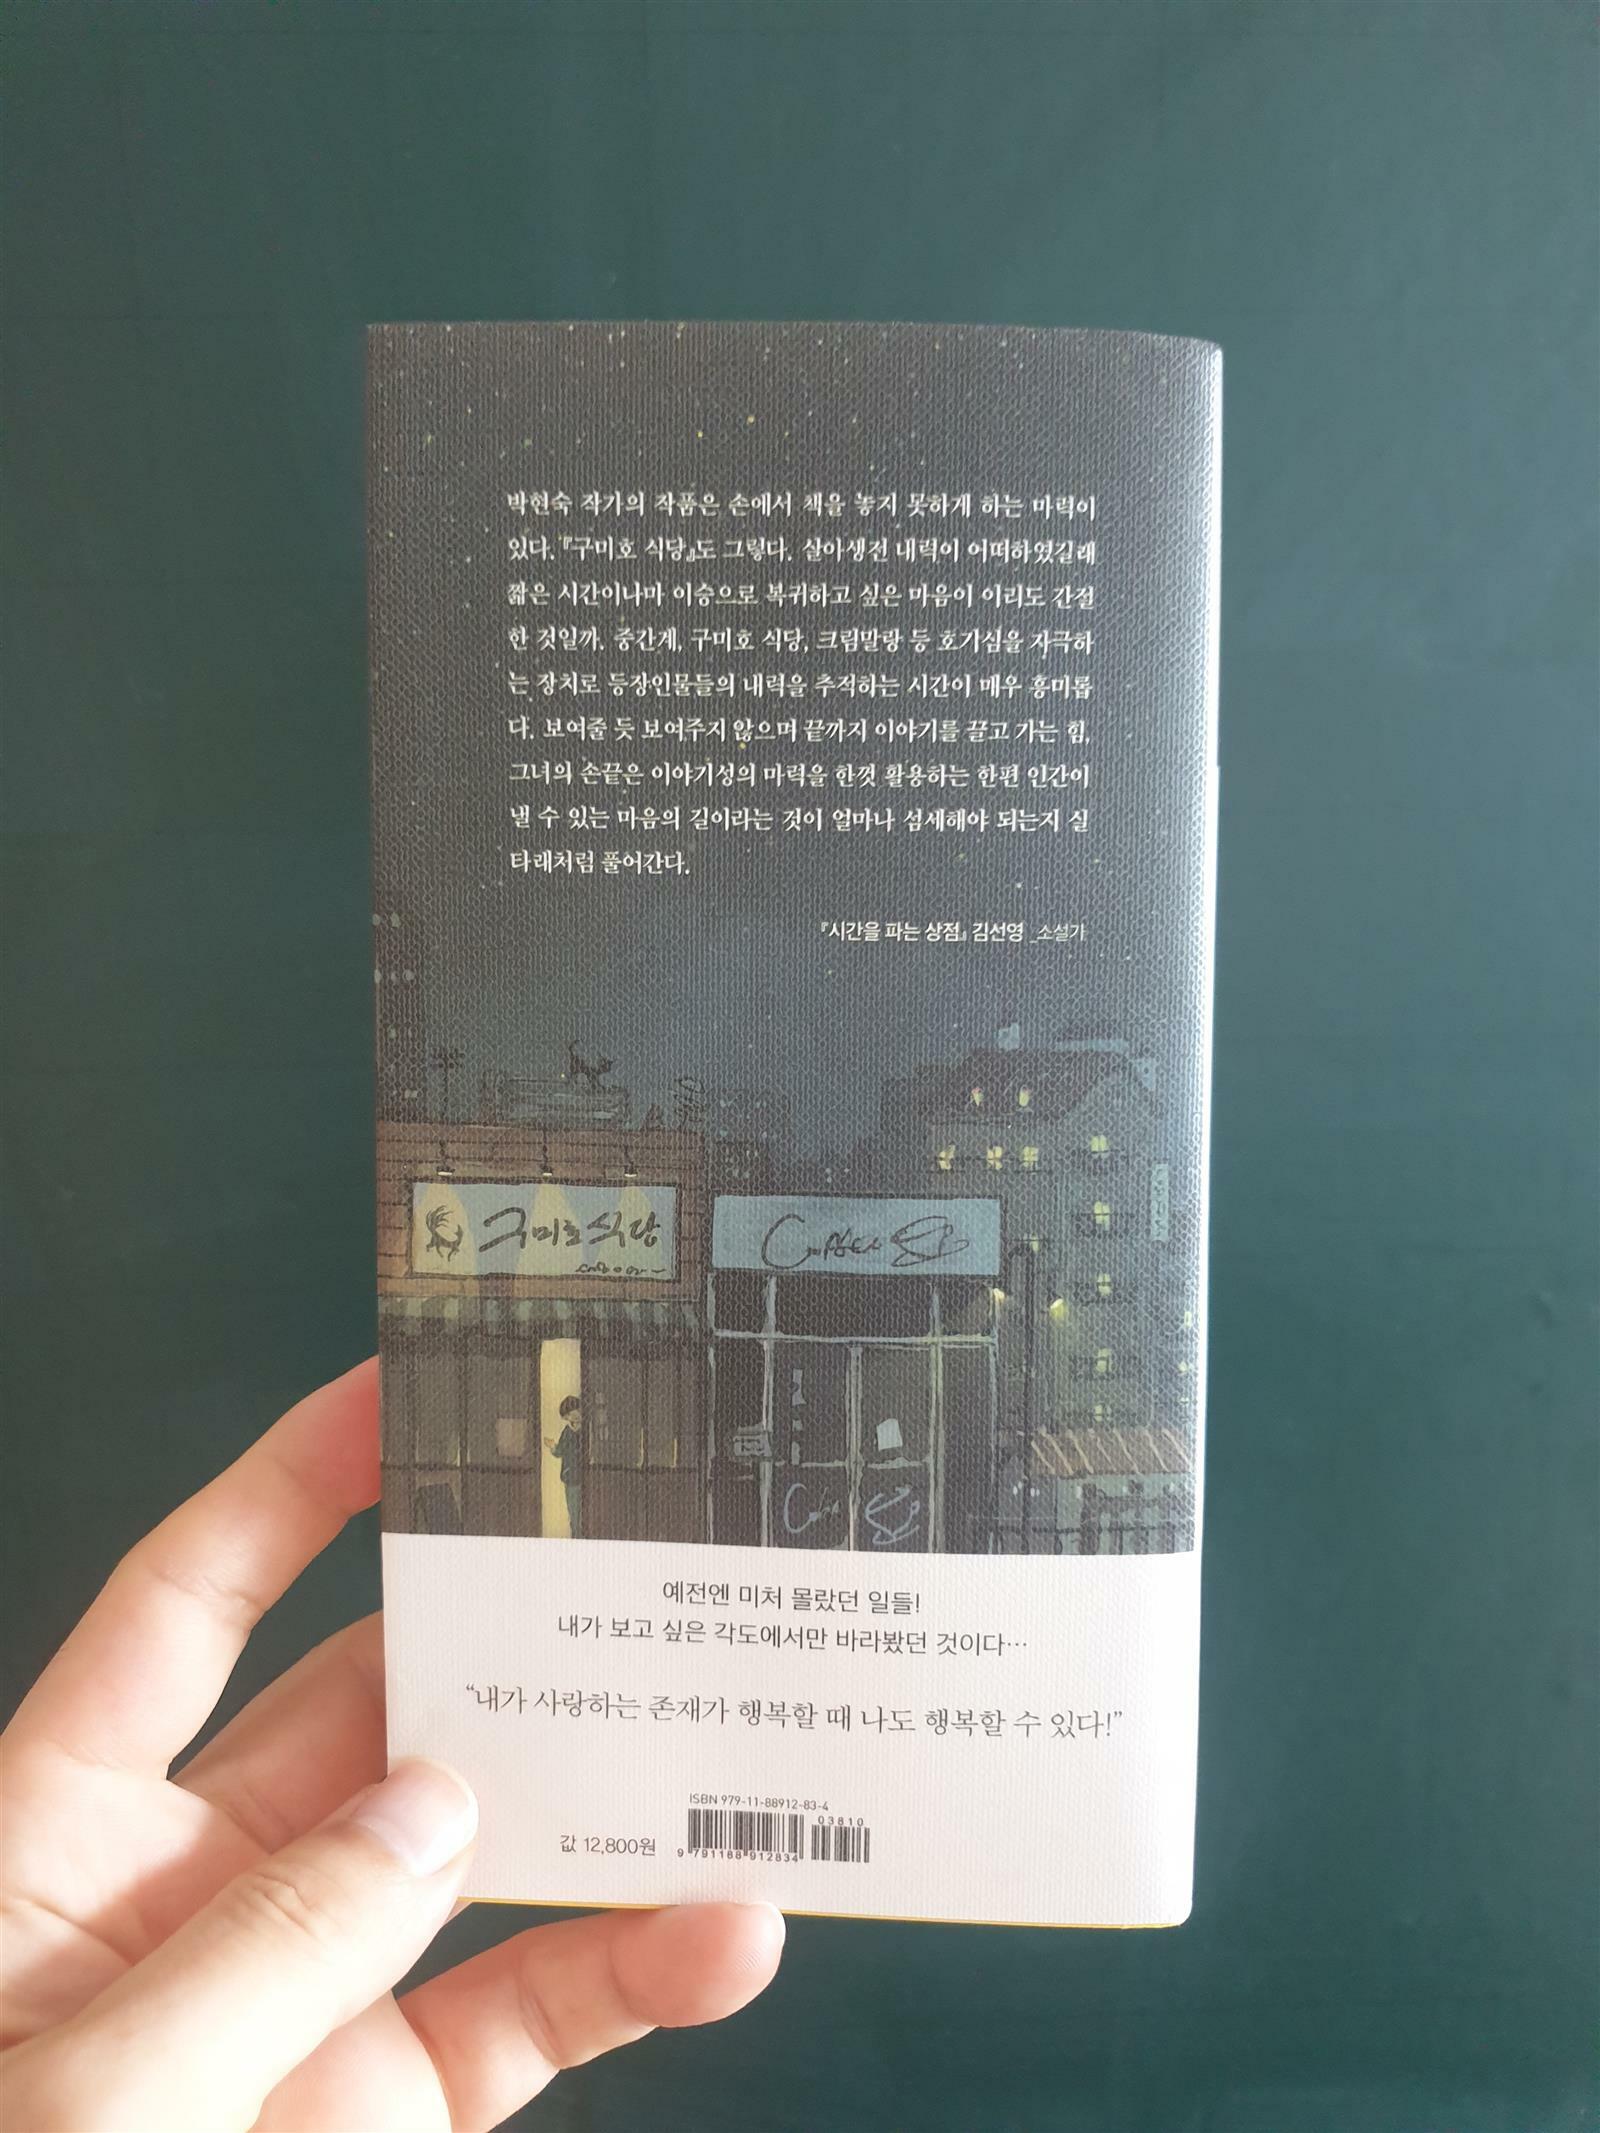 박현숙 작가의 작품은 손에서 책을 놓지 못하게 하는 마력이
있다. 『구미호 식당』도 그렇다. 살아생전 내력이 어떠하였길래
짧은 시간이나마 이승으로 복귀하고 싶은 마음이 이리도 간절
한 것일까. 중간계, 구미호 식당, 크림말랑 등 호기심을 자극하
는 장치로 등장인물들의 내력을 추적하는 시간이 매우 흥미롭
다. 보여줄 듯 보여주지 않으며 끝까지 이야기를 끌고 가는 힘,
그녀의 손끝은 이야기성의 마력을 한껏 활용하는 한편 인간이
낼 수 있는 마음의 길이라는 것이 얼마나 섬세해야 되는지 실
타래처럼 풀어간다.
『시간을 파는 상점』 김선영 _소설가
구미호 식당
예전엔 미처 몰랐던 일들!
내가 보고 싶은 각도에서만 바라봤던 것이다…
“내가 사랑하는 존재가 행복할 때 나도 행복할 수 있다!”
ISBN 979-11-88912-83-4
03810
값 12,800원
9 791188 912834